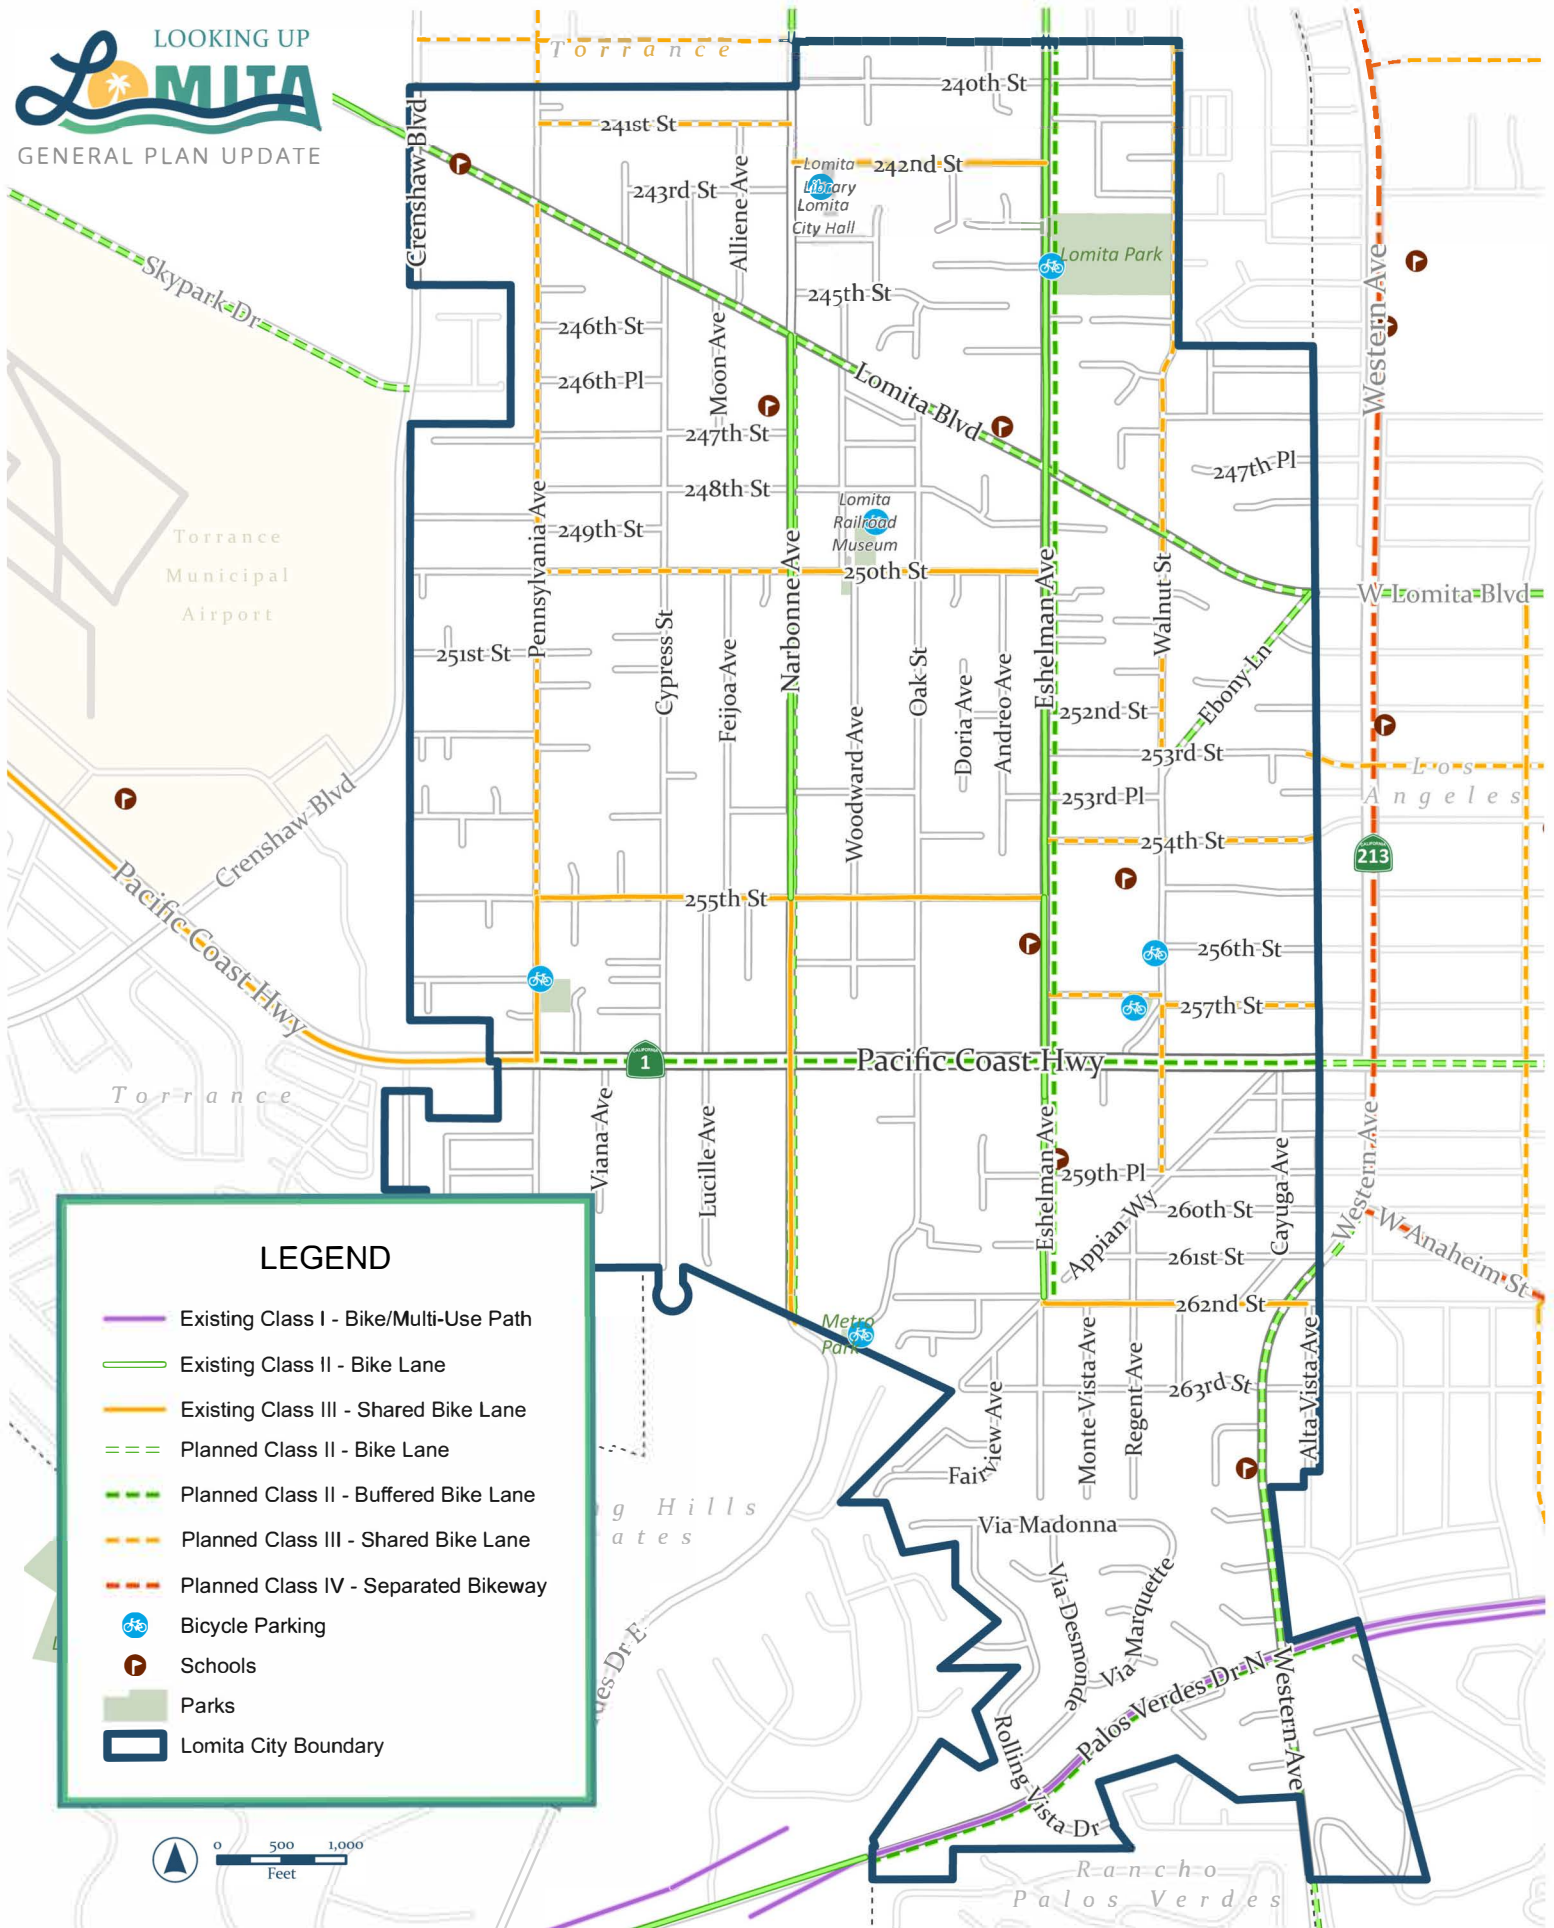 LOOKING UP
LOMITA
GENERAL PLAN UPDATE
Torrance
240th St
241st St
Crenshaw Blvd
Lomita
Library
242nd St
243rd St
Alliene Ave
Lomita
City Hall
Lomita Park
Skypark Dr
245th St
Western Ave
246th St
Moon Ave
246th Pl
Lomita Blvd
247th St
247th Pl
248th St
Lomita
Railroad
Museum
249th St
Pennsylvania Ave
Torrance
Municipal
Airport
Narbonne Ave
250th St
Eshelman Ave
Walnut St
W Lomita Blvd
251st St
Cypress St
Feijoa Ave
Oak St
Doria Ave
Andreo Ave
Ebony Ln
252nd St
Woodward Ave
253rd St
Los
Angeles
253rd Pl
Crenshaw Blvd
254th St
CALIFORNIA
213
Pacific Coast Hwy
255th St
256th St
257th St
CALIFORNIA
1
Pacific Coast Hwy
Torrance
Viana Ave
Lucille Ave
Eshelman Ave
259th Pl
Appian Wy
260th St
Cayuga Ave
Western Ave
W Anaheim St
261st St
262nd St
Metro
Park
263rd St
Monte Vista Ave
Regent Ave
Alta Vista Ave
Fairview Ave
g Hills
ates
Via Madonna
Via Desmonde
Via Marquette
des Dr E
Palos Verdes Dr N
Western Ave
Rolling Vista Dr
Rancho
Palos Verdes
LEGEND
Existing Class I - Bike/Multi-Use Path
Existing Class II - Bike Lane
Existing Class III - Shared Bike Lane
Planned Class II - Bike Lane
Planned Class II - Buffered Bike Lane
Planned Class III - Shared Bike Lane
Planned Class IV - Separated Bikeway
Bicycle Parking
Schools
Parks
Lomita City Boundary
0 500 1,000
Feet